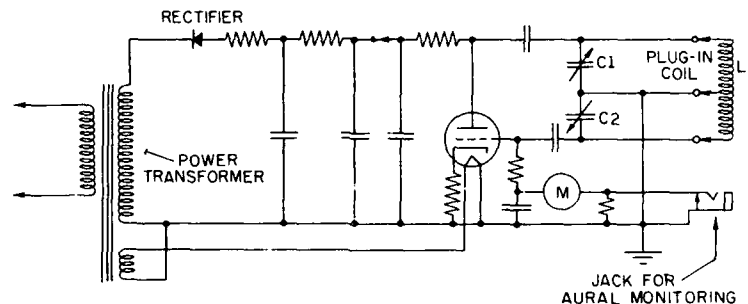 RECTIFIER
C1
PLUG-IN
COIL
L
C2
POWER
TRANSFORMER
M
JACK FOR
AURAL MONITORING